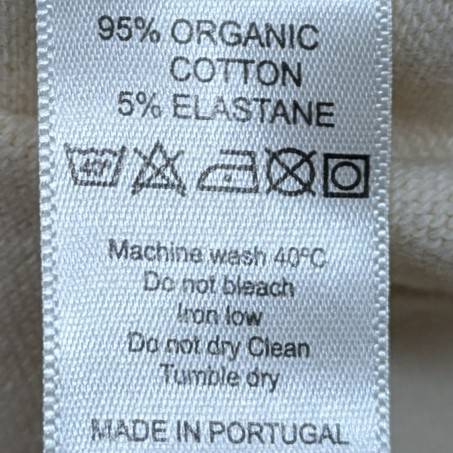 95% ORGANIC
COTTON
5% ELASTANE
40°
Machine wash 40°C
Do not bleach
Iron low
Do not dry Clean
Tumble dry
MADE IN PORTUGAL